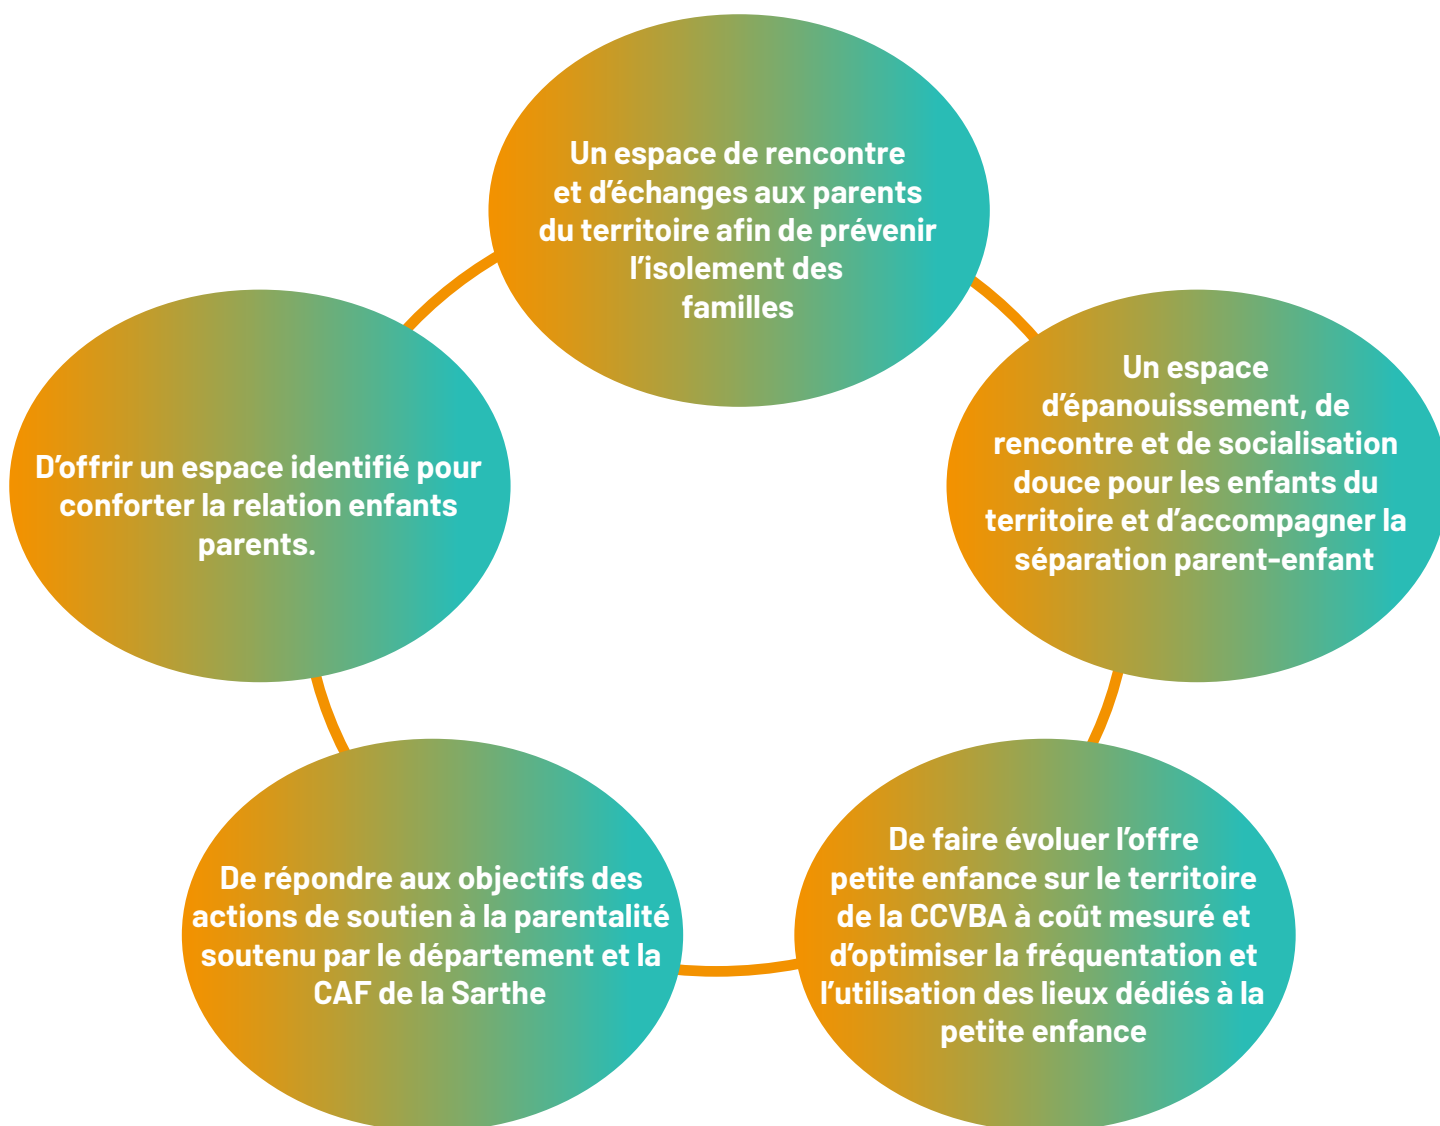 Un espace de rencontre
et d’échanges aux parents
du territoire afin de prévenir
l’isolement des
familles
Un espace
d’épanouissement, de
rencontre et de socialisation
douce pour les enfants du
territoire et d’accompagner la
séparation parent-enfant
D’offrir un espace identifié pour
conforter la relation enfants
parents.
De faire évoluer l’offre
petite enfance sur le territoire
de la CCVBA à coût mesuré et
d’optimiser la fréquentation et
l’utilisation des lieux dédiés à la
petite enfance
De répondre aux objectifs des
actions de soutien à la parentalité
soutenu par le département et la
CAF de la Sarthe